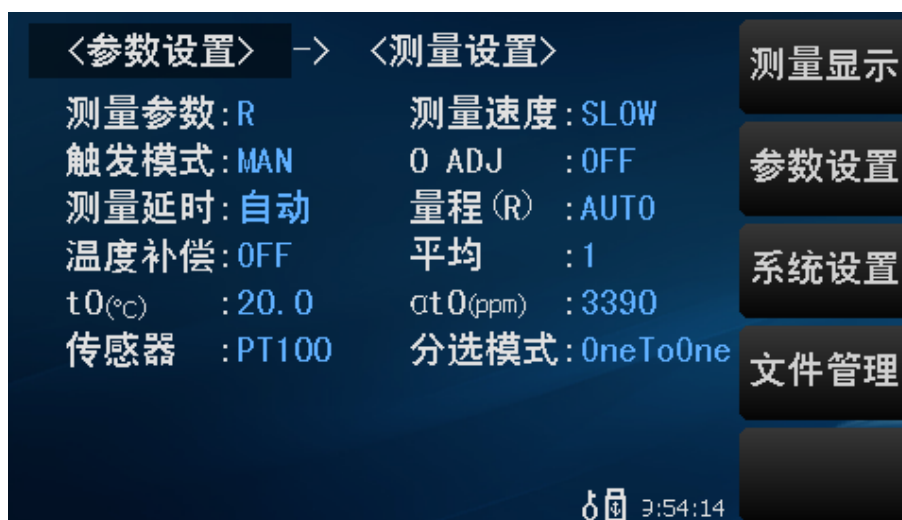 <参数设置> -> <测量设置>
测量参数:R 测量速度:SLOW
触发模式:MAN 0 ADJ :OFF
测量延时:自动 量程(R) :AUTO
温度补偿:OFF 平均 :1
t0(℃) :20.0 αt0(ppm) :3390
传感器 :PT100 分选模式:OneToOne
9:54:14
测量显示
参数设置
系统设置
文件管理